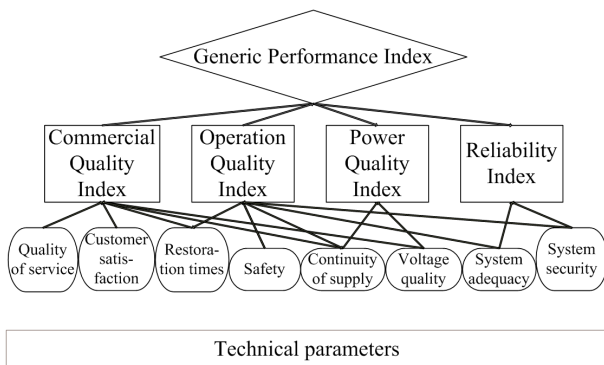 Generic Performance Index
Commercial
Quality
Index
Operation
Quality
Index
Power
Quality
Index
Reliability
Index
Quality
of service
Customer
satis-
faction
Restora-
tion times
Safety
Continuity
of supply
Voltage
quality
System
adequacy
System
security
Technical parameters